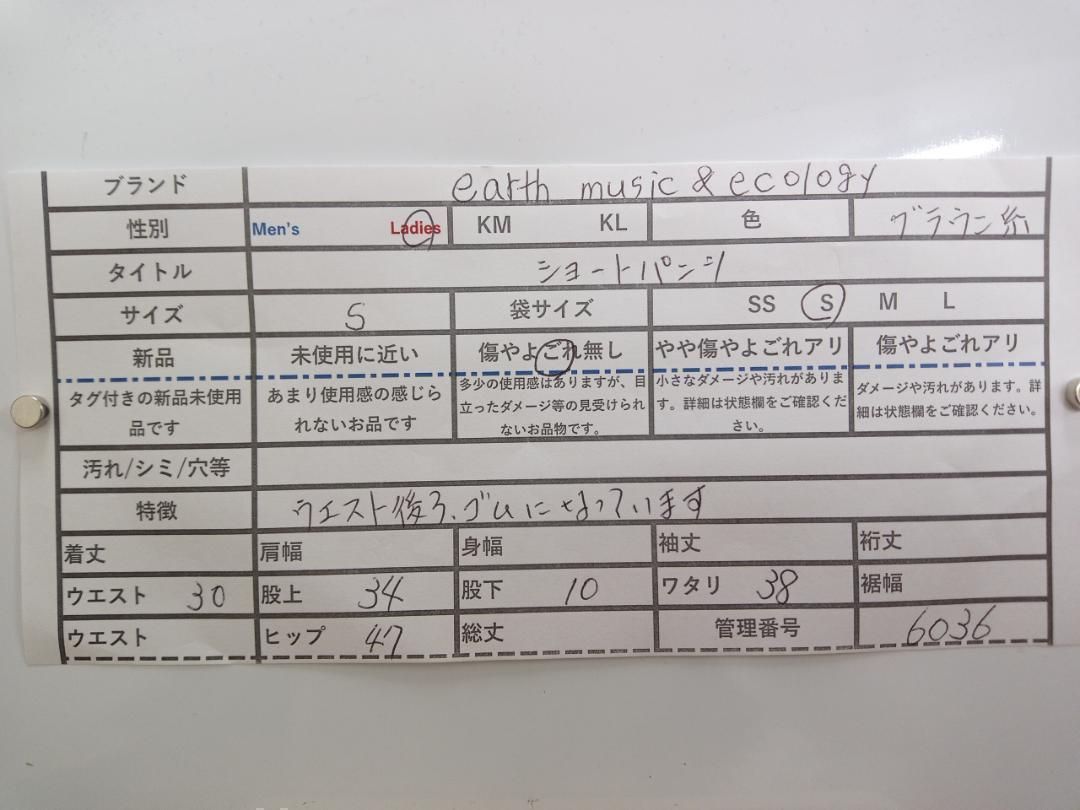 ブランド earth music & ecology
性別 Men's Ladies KM KL 色 ブラウン糸
タイトル ショートパンツ
サイズ S 袋サイズ SS S M L
新品 未使用に近い 傷やよごれ無し やや傷やよごれアリ 傷やよごれアリ
タグ付きの新品未使用品です あまり使用感の感じられないお品です 多少の使用感はありますが、目立ったダメージ等の見受けられないお品物です。 小さなダメージや汚れがあります。詳細は状態欄をご確認ください。 ダメージや汚れがあります。詳細は状態欄をご確認ください。
汚れ/シミ/穴等
特徴 ウエスト後ろ、ゴムになっています
着丈 肩幅 身幅 袖丈 裄丈
ウエスト 30 股上 34 股下 10 ワタリ 38 裾幅
ウエスト ヒップ 47 総丈 管理番号 6036